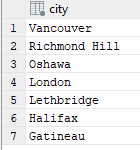 city
1 Vancouver
2 Richmond Hill
3 Oshawa
4 London
5 Lethbridge
6 Halifax
7 Gatineau